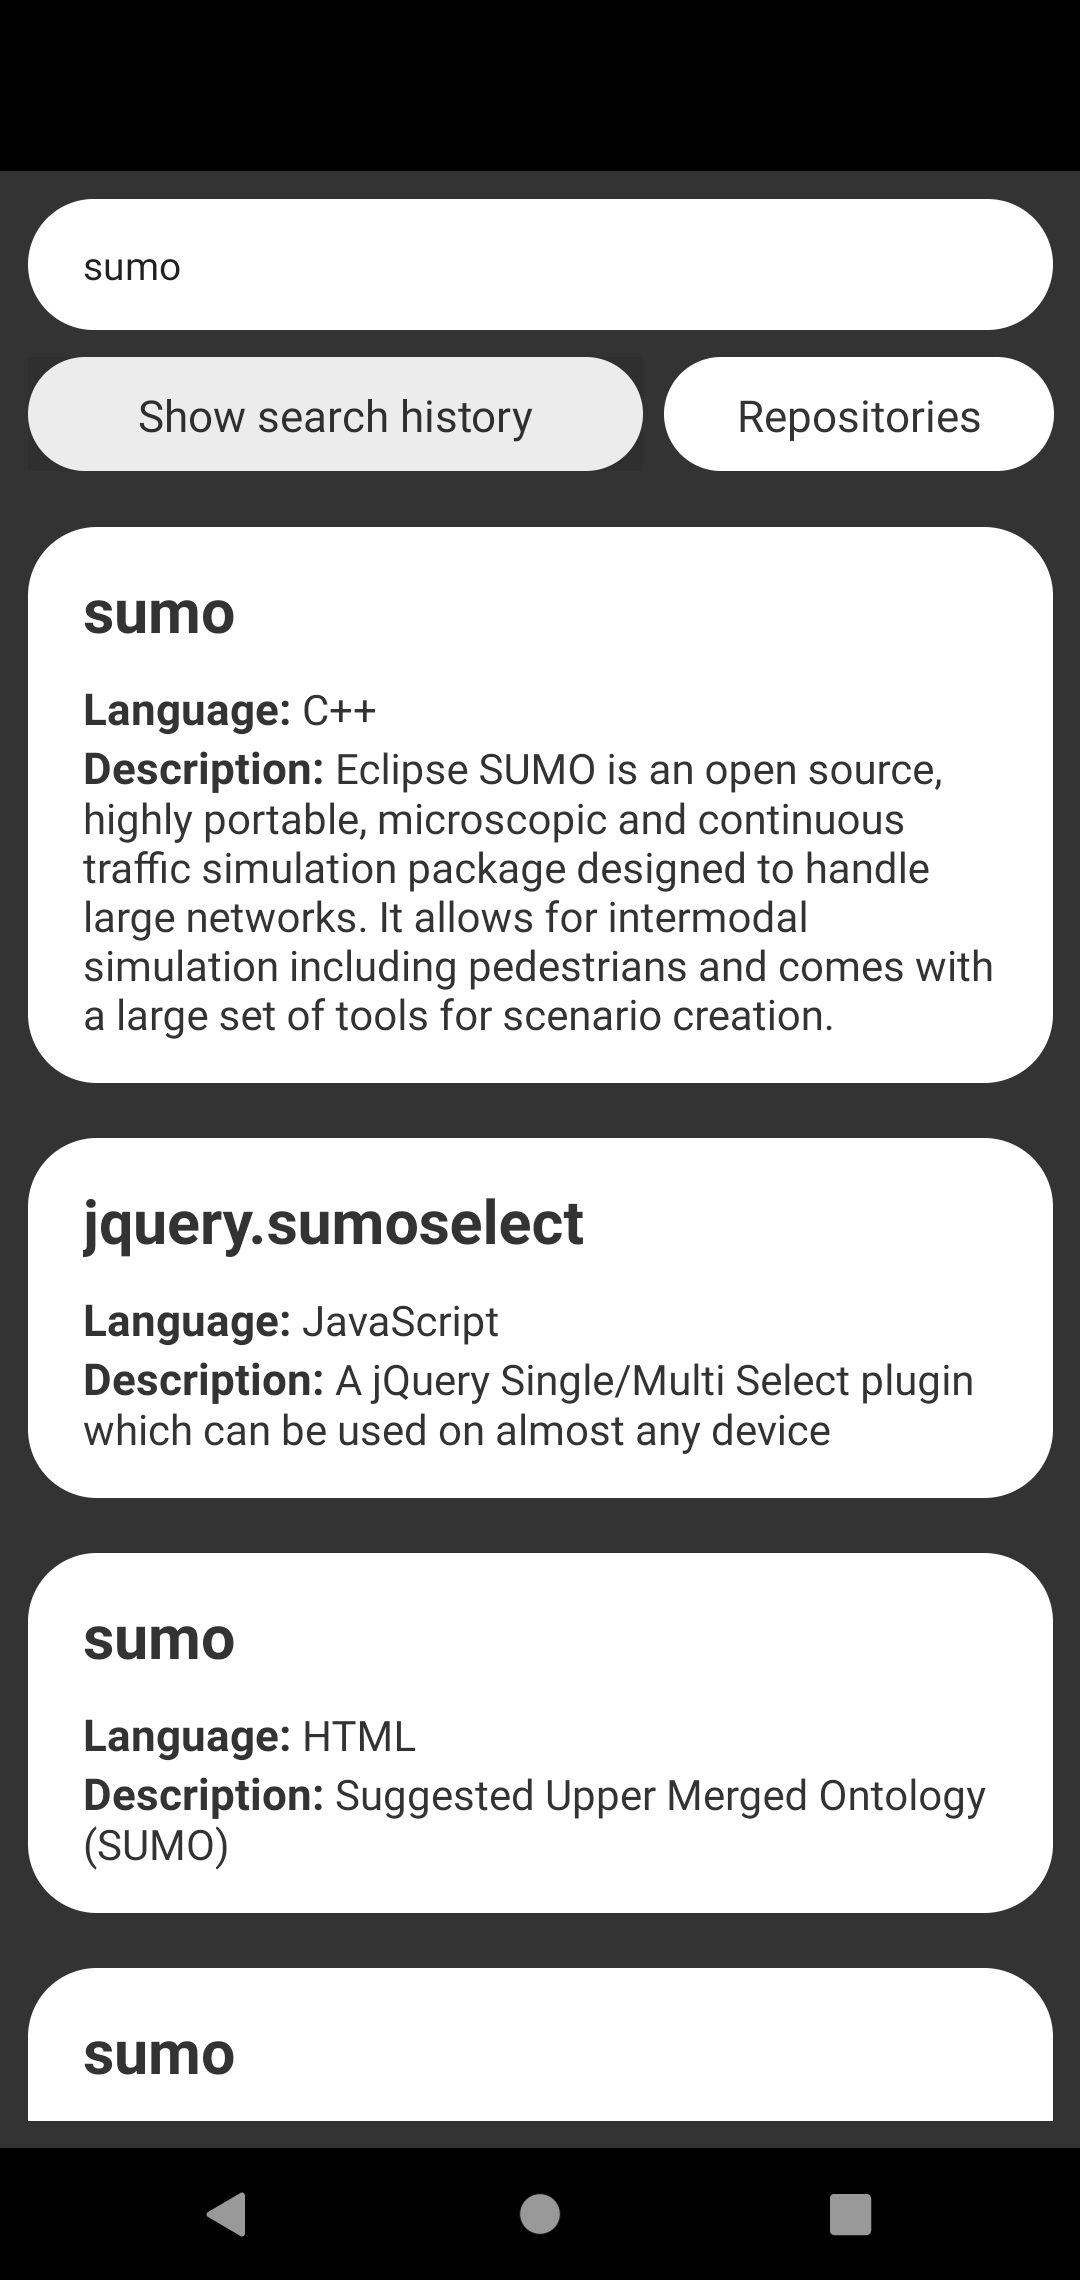 sumo
Show search history
Repositories
sumo
Language: C++
Description: Eclipse SUMO is an open source,
highly portable, microscopic and continuous
traffic simulation package designed to handle
large networks. It allows for intermodal
simulation including pedestrians and comes with
a large set of tools for scenario creation.
jquery.sumoselect
Language: JavaScript
Description: A jQuery Single/Multi Select plugin
which can be used on almost any device
sumo
Language: HTML
Description: Suggested Upper Merged Ontology
(SUMO)
sumo